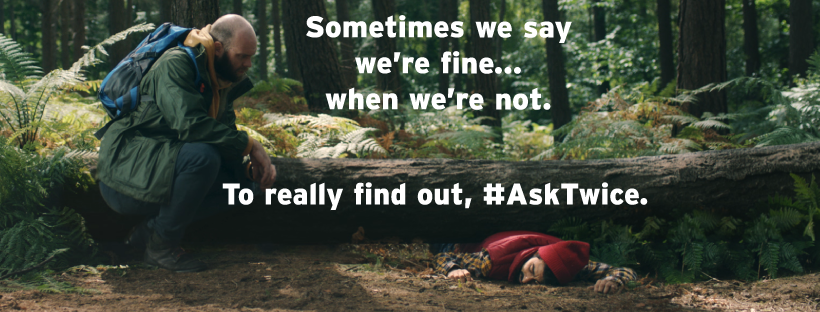 Sometimes we say
we're fine...
when we're not.
To really find out, #AskTwice.